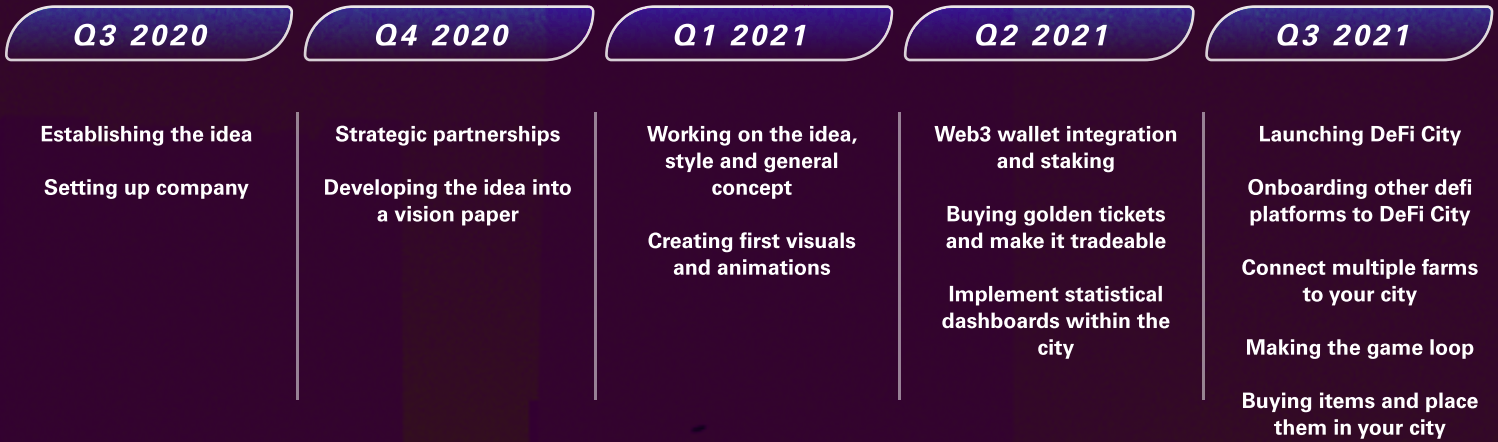 Q3 2020
Establishing the idea
Setting up company
Q4 2020
Strategic partnerships
Developing the idea into
a vision paper
Q1 2021
Working on the idea,
style and general
concept
Creating first visuals
and animations
Q2 2021
Web3 wallet integration
and staking
Buying golden tickets
and make it tradeable
Implement statistical
dashboards within the
city
Q3 2021
Launching DeFi City
Onboarding other defi
platforms to DeFi City
Connect multiple farms
to your city
Making the game loop
Buying items and place
them in your city